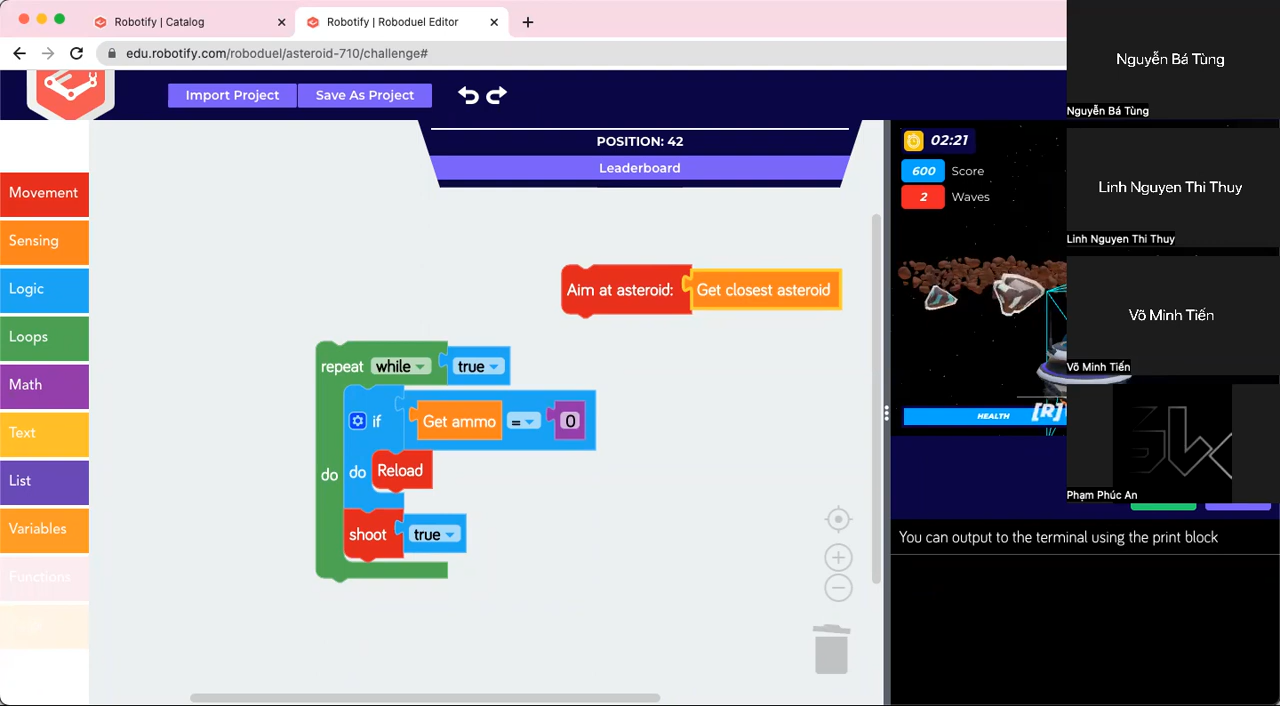 Robotify | Catalog
Robotify | Roboduel Editor
edu.robotify.com/roboduel/asteroid-710/challenge#
Import Project
Save As Project
POSITION: 42
Leaderboard
Movement
Sensing
Logic
Loops
Math
Text
List
Variables
Functions
Aim at asteroid: Get closest asteroid
repeat while true
if Get ammo = 0
do do Reload
shoot true
02:21
600 Score
2 Waves
HEALTH [R]
You can output to the terminal using the print block
Nguyễn Bá Tùng
Nguyễn Bá Tùng
Linh Nguyen Thi Thuy
Linh Nguyen Thi Thuy
Võ Minh Tiến
Võ Minh Tiến
Phạm Phúc An